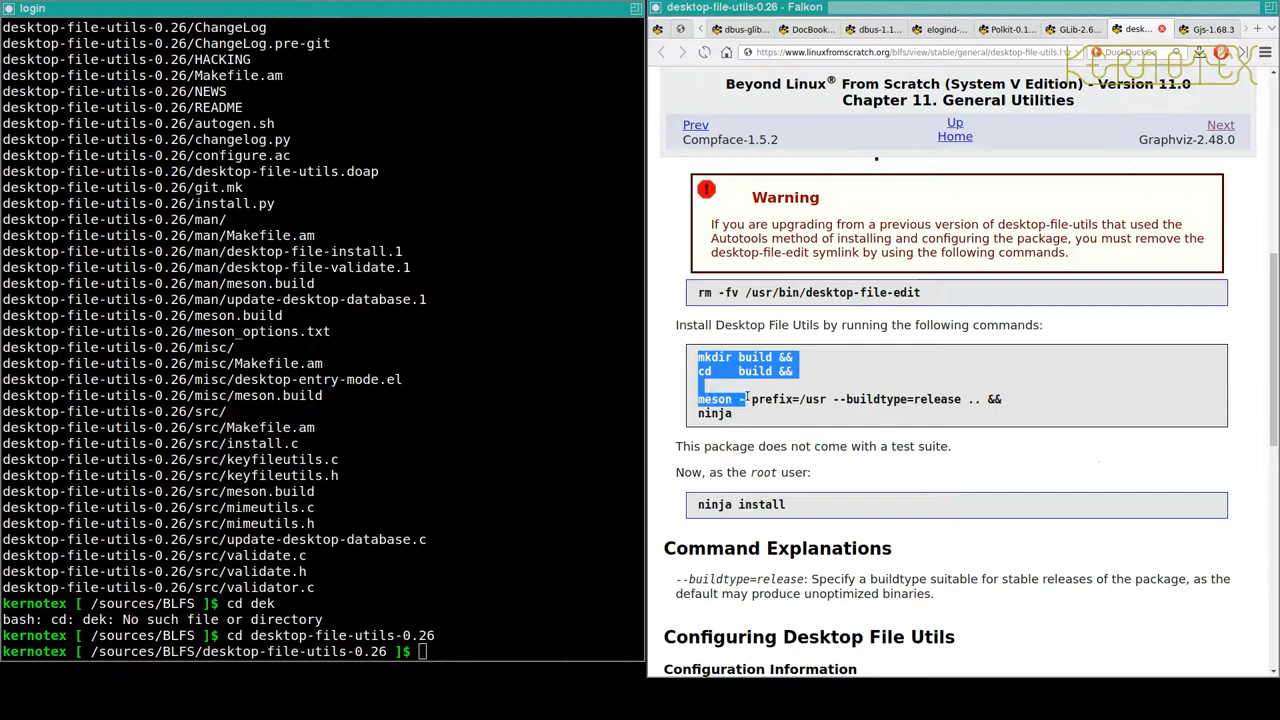 login
desktop-file-utils-0.26/ChangeLog
desktop-file-utils-0.26/ChangeLog.pre-git
desktop-file-utils-0.26/HACKING
desktop-file-utils-0.26/Makefile.am
desktop-file-utils-0.26/NEWS
desktop-file-utils-0.26/README
desktop-file-utils-0.26/autogen.sh
desktop-file-utils-0.26/changelog.py
desktop-file-utils-0.26/configure.ac
desktop-file-utils-0.26/desktop-file-utils.doap
desktop-file-utils-0.26/git.mk
desktop-file-utils-0.26/install.py
desktop-file-utils-0.26/man/
desktop-file-utils-0.26/man/Makefile.am
desktop-file-utils-0.26/man/desktop-file-install.1
desktop-file-utils-0.26/man/desktop-file-validate.1
desktop-file-utils-0.26/man/meson.build
desktop-file-utils-0.26/man/update-desktop-database.1
desktop-file-utils-0.26/meson.build
desktop-file-utils-0.26/meson_options.txt
desktop-file-utils-0.26/misc/
desktop-file-utils-0.26/misc/Makefile.am
desktop-file-utils-0.26/misc/desktop-entry-mode.el
desktop-file-utils-0.26/misc/meson.build
desktop-file-utils-0.26/src/
desktop-file-utils-0.26/src/Makefile.am
desktop-file-utils-0.26/src/install.c
desktop-file-utils-0.26/src/keyfileutils.c
desktop-file-utils-0.26/src/keyfileutils.h
desktop-file-utils-0.26/src/meson.build
desktop-file-utils-0.26/src/mimeutils.c
desktop-file-utils-0.26/src/mimeutils.h
desktop-file-utils-0.26/src/update-desktop-database.c
desktop-file-utils-0.26/src/validate.c
desktop-file-utils-0.26/src/validate.h
desktop-file-utils-0.26/src/validator.c
kernotex [ /sources/BLFS ]$ cd dek
bash: cd: dek: No such file or directory
kernotex [ /sources/BLFS ]$ cd desktop-file-utils-0.26
kernotex [ /sources/BLFS/desktop-file-utils-0.26 ]$
desktop-file-utils-0.26 - Falkon
dbus-glib... DocBook... dbus-1.1... elogind-... Polkit-0.1... GLib-2.6... desk... Gjs-1.68.3
https://www.linuxfromscratch.org/blfs/view/stable/general/desktop-file-utils.h DuckDuckGo
KERNOTEX
Beyond Linux® From Scratch (System V Edition) - Version 11.0
Chapter 11. General Utilities
Prev Up Next
Compface-1.5.2 Home Graphviz-2.48.0
Warning
If you are upgrading from a previous version of desktop-file-utils that used the
Autotools method of installing and configuring the package, you must remove the
desktop-file-edit symlink by using the following commands.
rm -fv /usr/bin/desktop-file-edit
Install Desktop File Utils by running the following commands:
mkdir build &&
cd    build &&
meson --prefix=/usr --buildtype=release .. &&
ninja
This package does not come with a test suite.
Now, as the root user:
ninja install
Command Explanations
--buildtype=release: Specify a buildtype suitable for stable releases of the package, as the
default may produce unoptimized binaries.
Configuring Desktop File Utils
Configuration Information